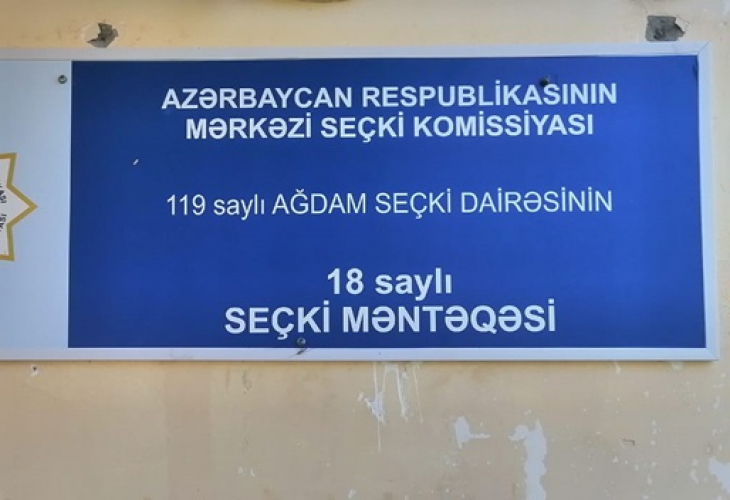 AZƏRBAYCAN RESPUBLİKASININ
MƏRKƏZİ SEÇKİ KOMİSSİYASI
119 saylı AĞDAM SEÇKİ DAİRƏSİNİN
18 saylı
SEÇKİ MƏNTƏQƏSİ